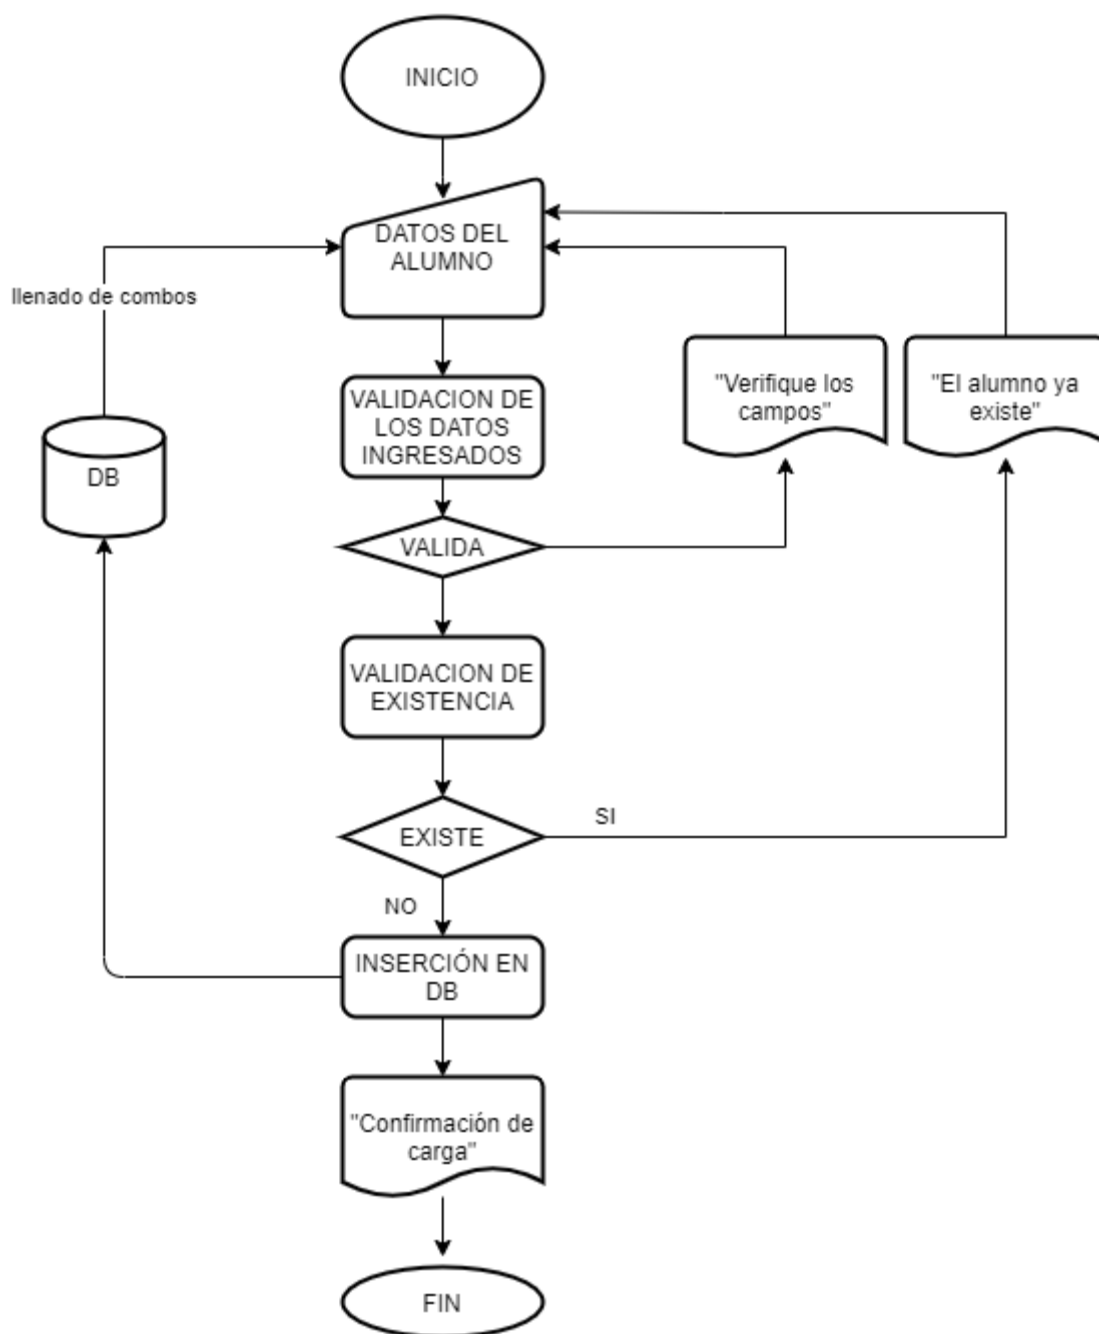 INICIO
DATOS DEL
ALUMNO
llenado de combos
"Verifique los
campos"
"El alumno ya
existe"
VALIDACION DE
LOS DATOS
INGRESADOS
DB
VALIDA
VALIDACION DE
EXISTENCIA
EXISTE
SI
NO
INSERCIÓN EN
DB
"Confirmación de
carga"
FIN